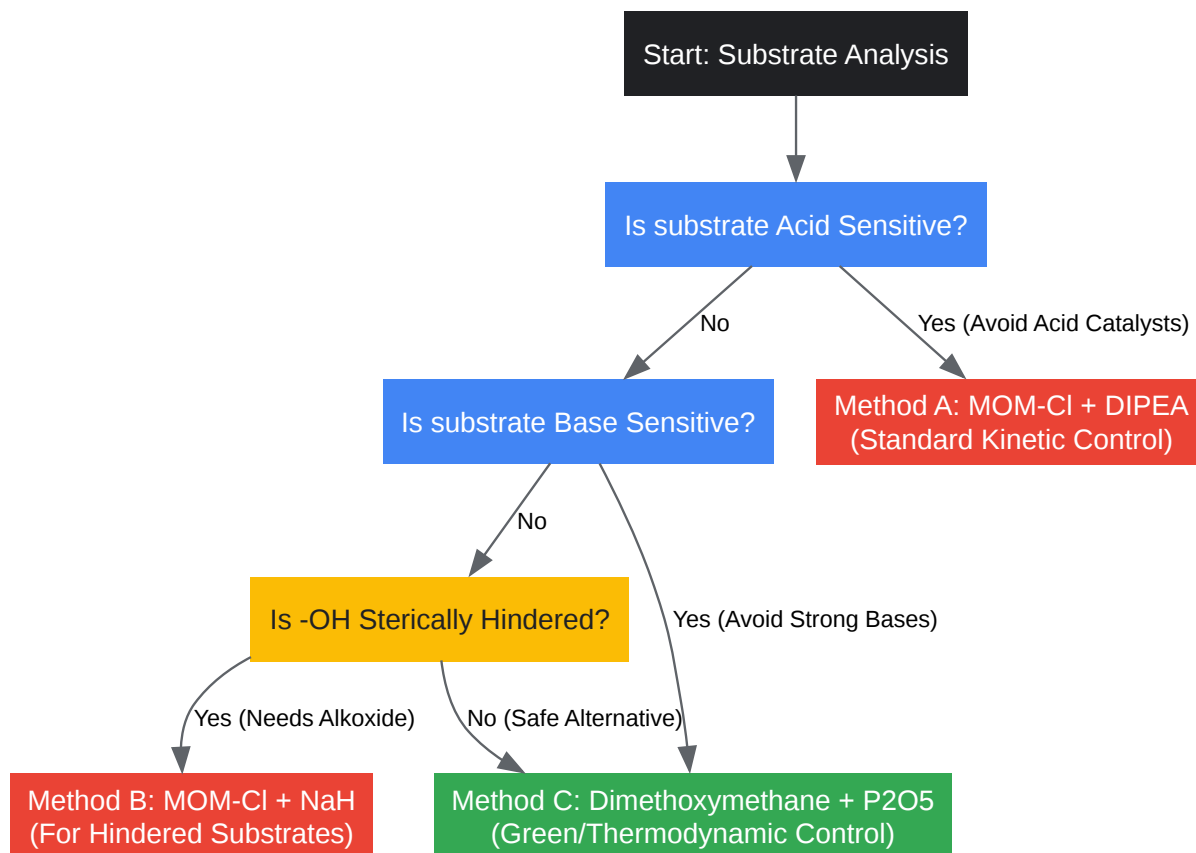 Start: Substrate Analysis
Is substrate Acid Sensitive?
No
Yes (Avoid Acid Catalysts)
Is substrate Base Sensitive?
Method A: MOM-Cl + DIPEA
(Standard Kinetic Control)
No
Is -OH Sterically Hindered?
Yes (Avoid Strong Bases)
Yes (Needs Alkoxide)
No (Safe Alternative)
Method B: MOM-Cl + NaH
(For Hindered Substrates)
Method C: Dimethoxymethane + P2O5
(Green/Thermodynamic Control)